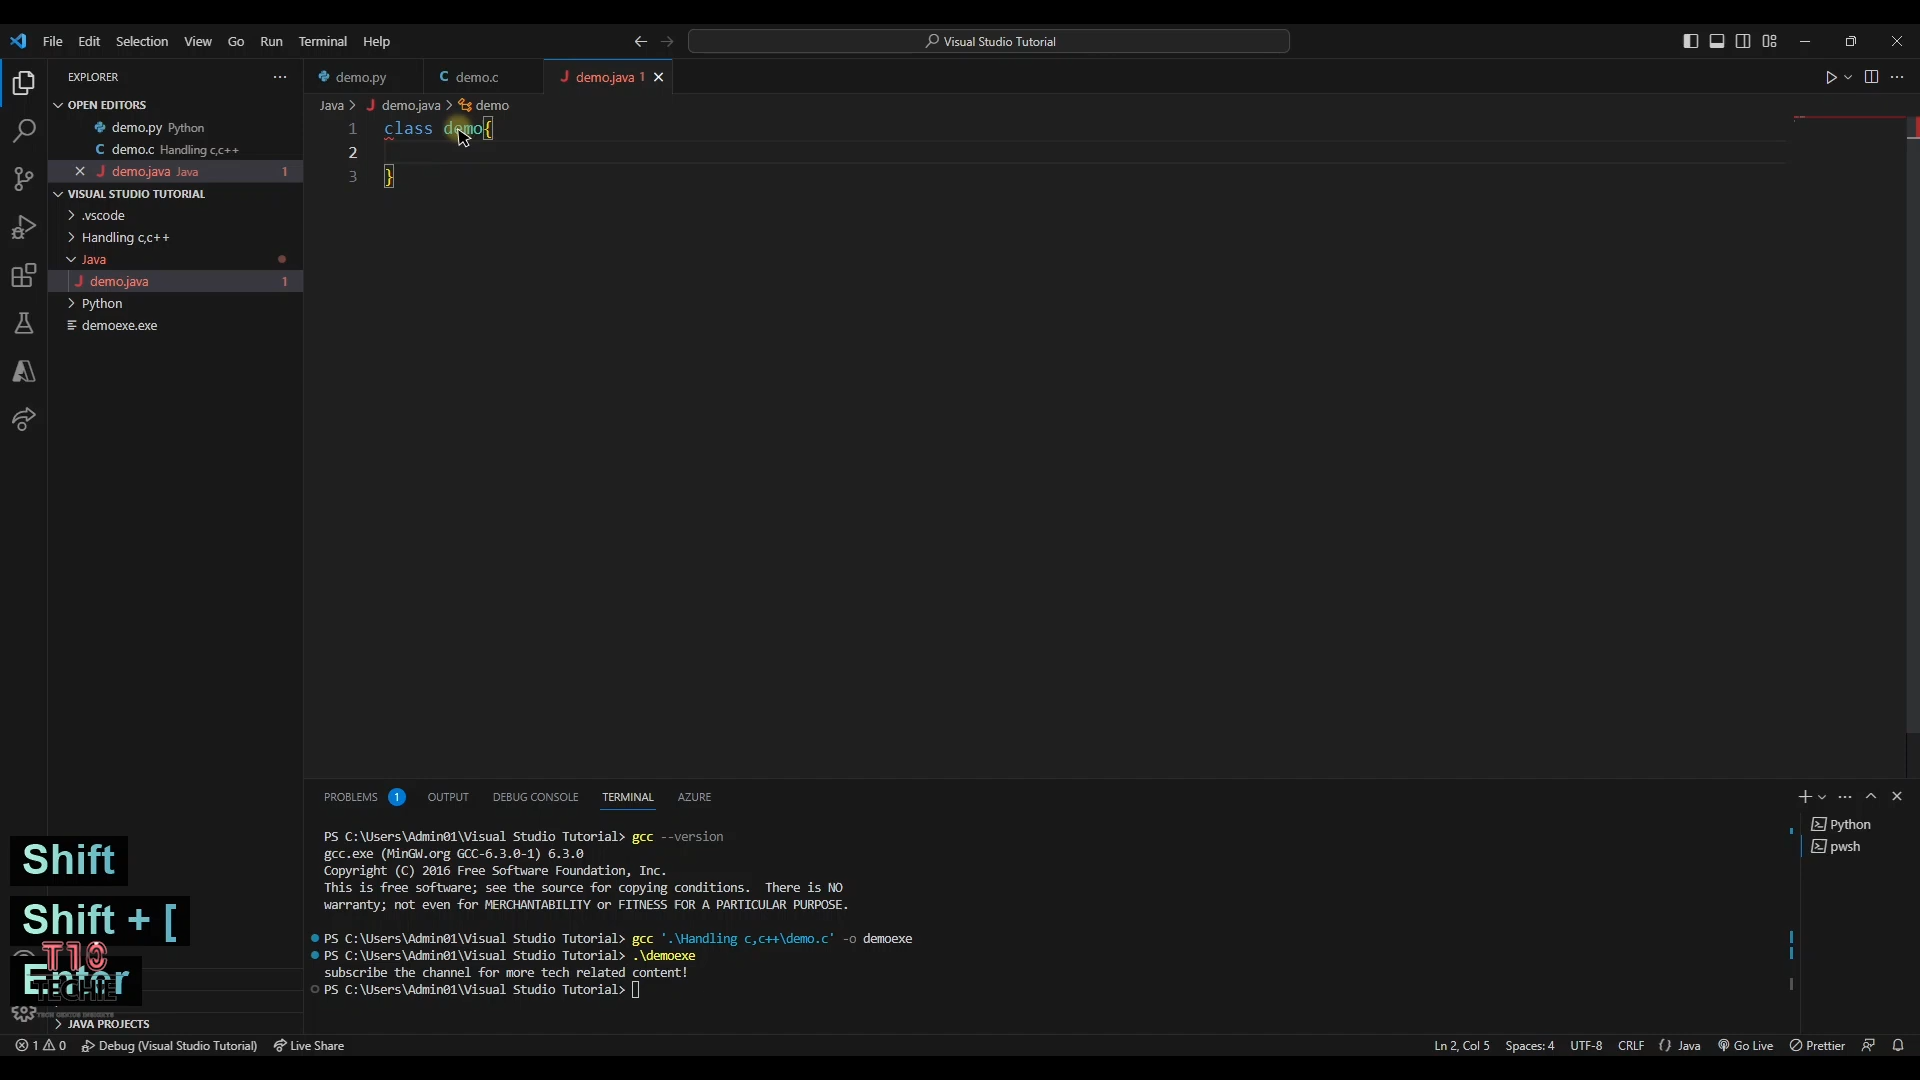 File Edit Selection View Go Run Terminal Help
Visual Studio Tutorial
EXPLORER
OPEN EDITORS
demo.py Python
demo.c Handling c,c++
demo.java Java 1
VISUAL STUDIO TUTORIAL
.vscode
Handling c,c++
Java
demo.java 1
Python
demoexe.exe
demo.py
demo.c
demo.java 1
Java > demo.java > demo
1 class demo{
2
3 }
PROBLEMS 1 OUTPUT DEBUG CONSOLE TERMINAL AZURE
PS C:\Users\Admin01\Visual Studio Tutorial> gcc --version
gcc.exe (MinGW.org GCC-6.3.0-1) 6.3.0
Copyright (C) 2016 Free Software Foundation, Inc.
This is free software; see the source for copying conditions.  There is NO
warranty; not even for MERCHANTABILITY or FITNESS FOR A PARTICULAR PURPOSE.
PS C:\Users\Admin01\Visual Studio Tutorial> gcc '.\Handling c,c++\demo.c' -o demoexe
PS C:\Users\Admin01\Visual Studio Tutorial> .\demoexe
subscribe the channel for more tech related content!
PS C:\Users\Admin01\Visual Studio Tutorial>
Python
pwsh
Shift
Shift + [
Enter
T10
TECHIE
JAVA PROJECTS
1 0 Debug (Visual Studio Tutorial) Live Share
Ln 2, Col 5 Spaces: 4 UTF-8 CRLF {} Java Go Live Prettier